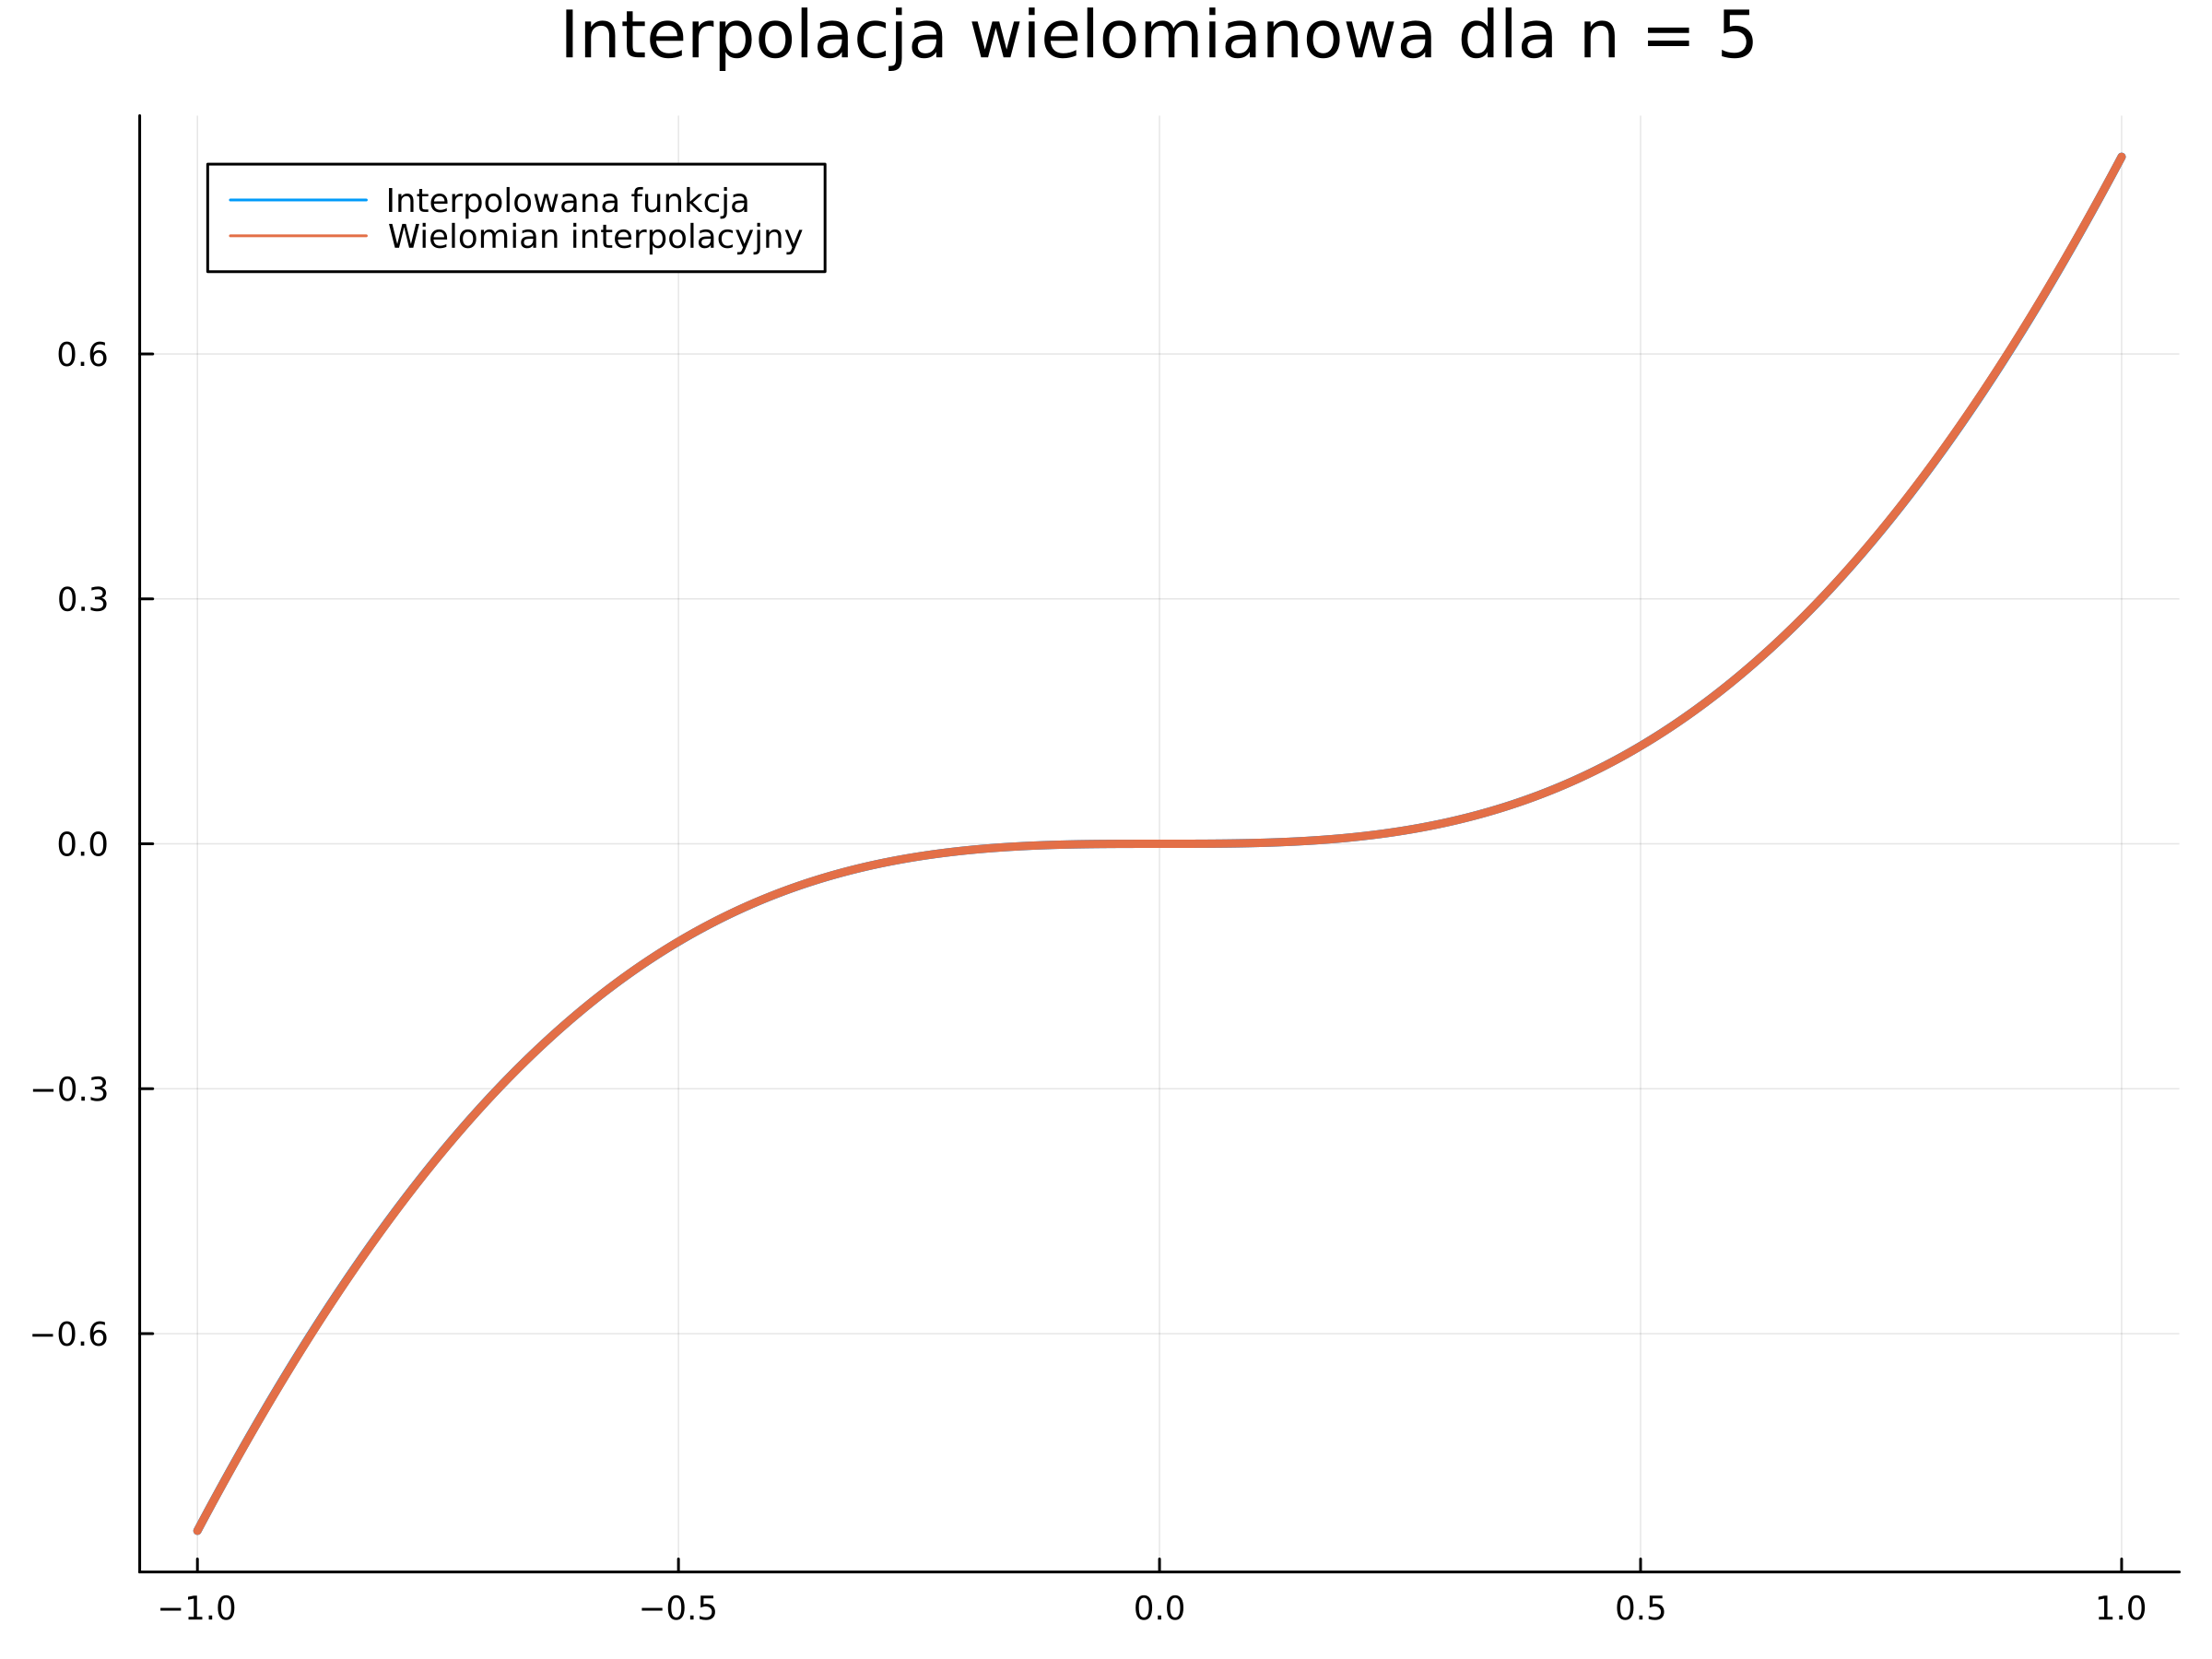 Interpolacja wielomianowa dla n = 5
Interpolowana funkcja
Wielomian interpolacyjny
0.6
0.3
0.0
−0.3
−0.6
−1.0 −0.5 0.0 0.5 1.0